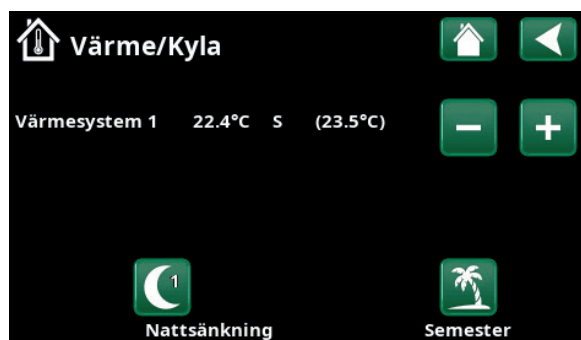 Värme/Kyla
Värmesystem 1 22.4°C S (23.5°C)
1
Nattsänkning Semester